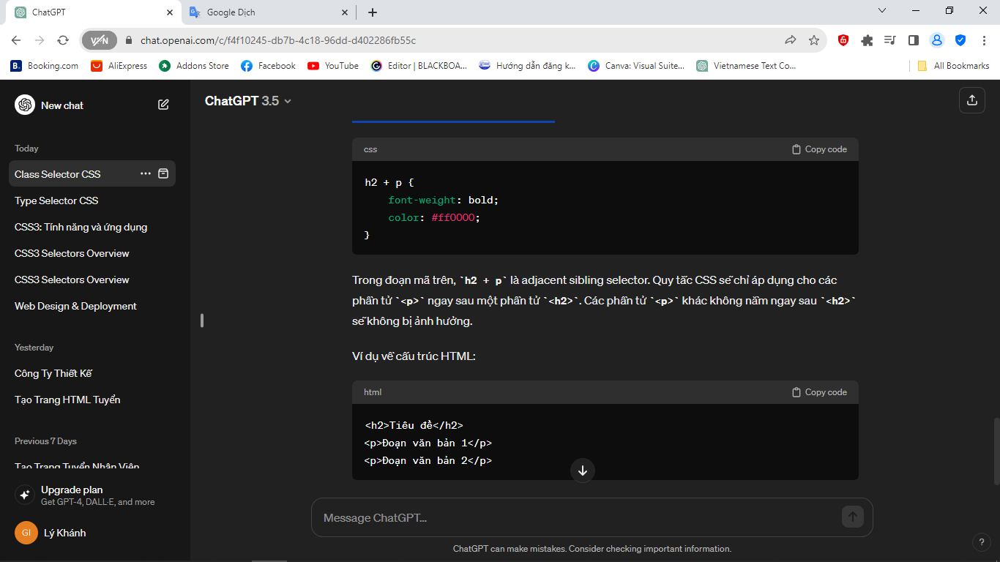 ChatGPT
Google Dịch
VPN
chat.openai.com/c/f4f10245-db7b-4c18-96dd-d402286fb55c
B. Booking.com
AliExpress
Addons Store
Facebook
YouTube
Editor | BLACKBOA...
Hướng dẫn đăng k...
Canva: Visual Suite...
Vietnamese Text Co...
All Bookmarks
New chat
Today
Class Selector CSS
Type Selector CSS
CSS3: Tính năng và ứng dụng
CSS3 Selectors Overview
CSS3 Selectors Overview
Web Design & Deployment
Yesterday
Công Ty Thiết Kế
Tạo Trang HTML Tuyển
Previous 7 Days
Tạo Trang Tuyển Nhân Viên
Upgrade plan
Get GPT-4, DALL·E, and more
GI
Lý Khánh
ChatGPT 3.5
css
Copy code
h2 + p {
    font-weight: bold;
    color: #ff0000;
}
Trong đoạn mã trên, `h2 + p` là adjacent sibling selector. Quy tắc CSS sẽ chỉ áp dụng cho các
phần tử `<p>` ngay sau một phần tử `<h2>`. Các phần tử `<p>` khác không nằm ngay sau `<h2>`
sẽ không bị ảnh hưởng.
Ví dụ về cấu trúc HTML:
html
Copy code
<h2>Tiêu đề</h2>
<p>Đoạn văn bản 1</p>
<p>Đoạn văn bản 2</p>
Message ChatGPT...
ChatGPT can make mistakes. Consider checking important information.
?